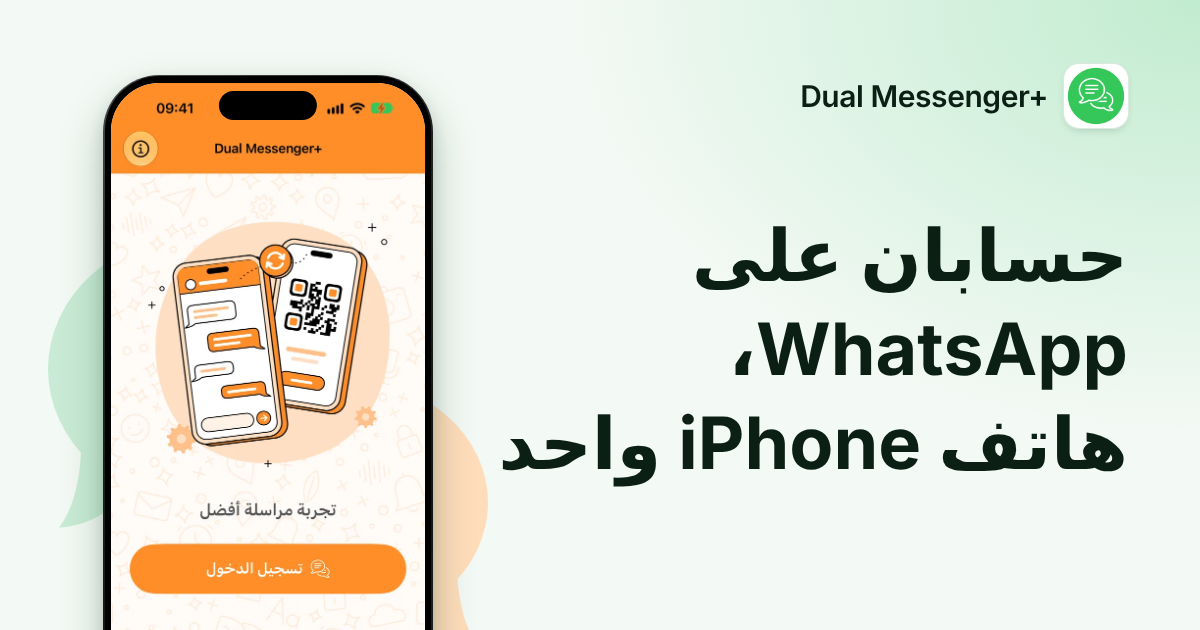 Dual Messenger+
حسابان على
WhatsApp،
هاتف iPhone واحد
09:41
Dual Messenger+
تجربة مراسلة أفضل
تسجيل الدخول